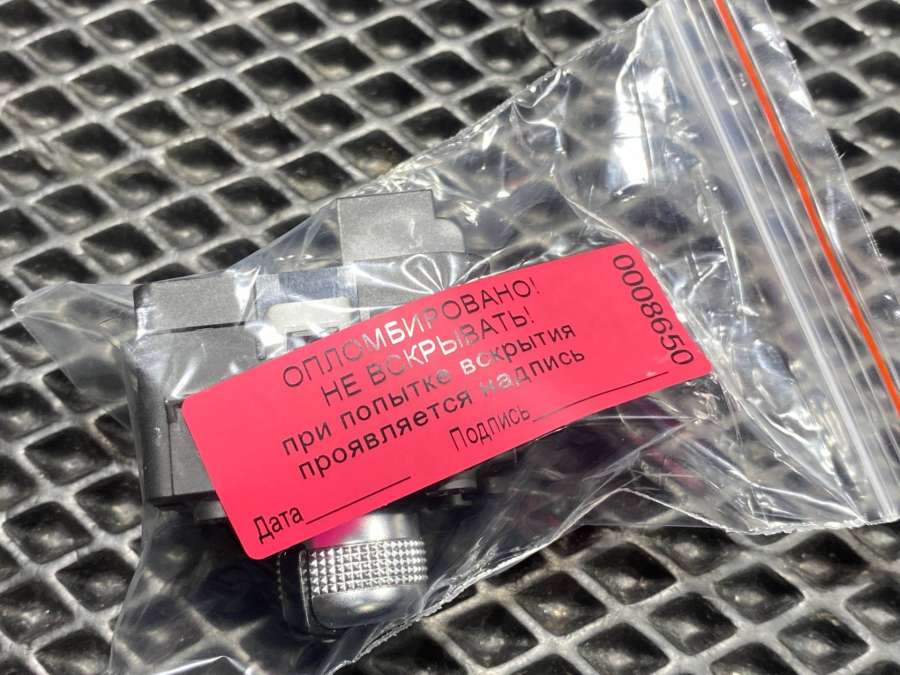 ОПЛОМБИРОВАНО!
НЕ ВСКРЫВАТЬ!
при попытке вскрытия
проявляется надпись
Дата
Подпись
0008650